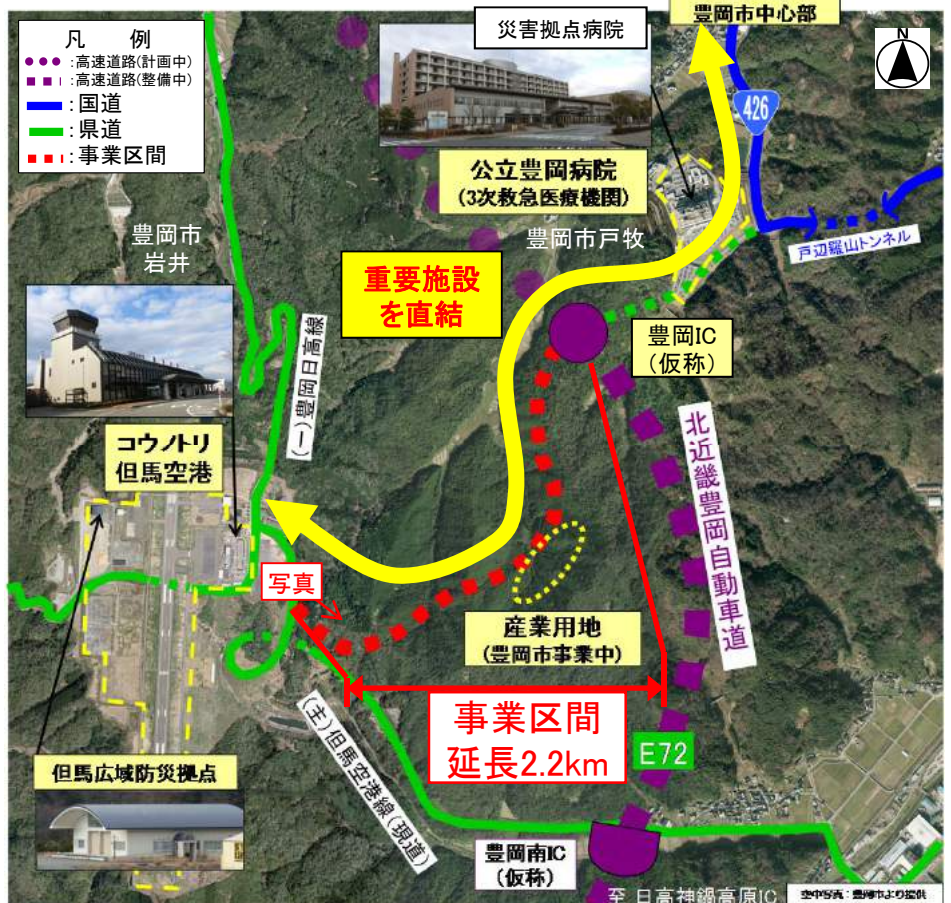 凡　例
:高速道路(計画中)
:高速道路(整備中)
:国道
:県道
:事業区間
災害拠点病院
豊岡市中心部
426
公立豊岡病院
(3次救急医療機関)
豊岡市
岩井
豊岡市戸牧
戸辺羅山トンネル
重要施設
を直結
豊岡IC
(仮称)
(一)豊岡日高線
コウノトリ
但馬空港
北近畿豊岡自動車道
写真
産業用地
(豊岡市事業中)
事業区間
延長2.2km
E72
(主)但馬空港線(現道)
但馬広域防災拠点
豊岡南IC
(仮称)
至 日高神鍋高原IC
空中写真：豊岡市より提供